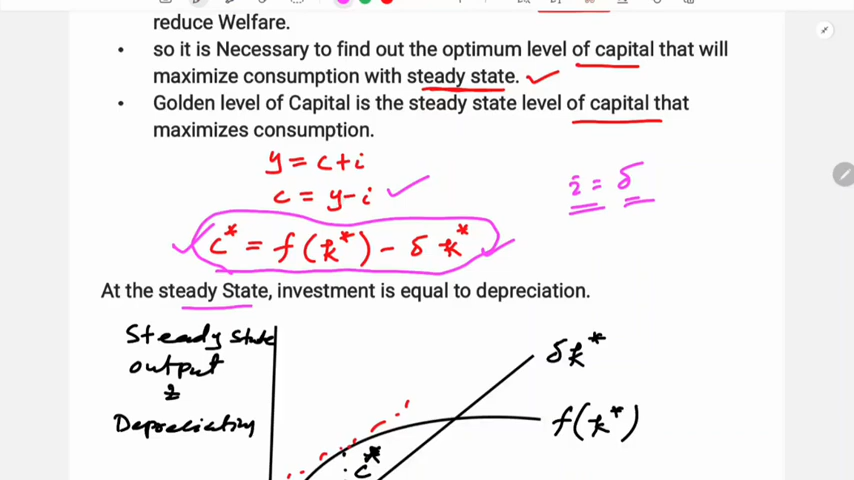 reduce Welfare.
• so it is Necessary to find out the optimum level of capital that will
maximize consumption with steady state.
• Golden level of Capital is the steady state level of capital that
maximizes consumption.
y = c+i
c = y-i
i = δ
c* = f(k*) - δk*
At the steady State, investment is equal to depreciation.
Steady state
output
&
Depreciation
δk*
f(k*)
c*